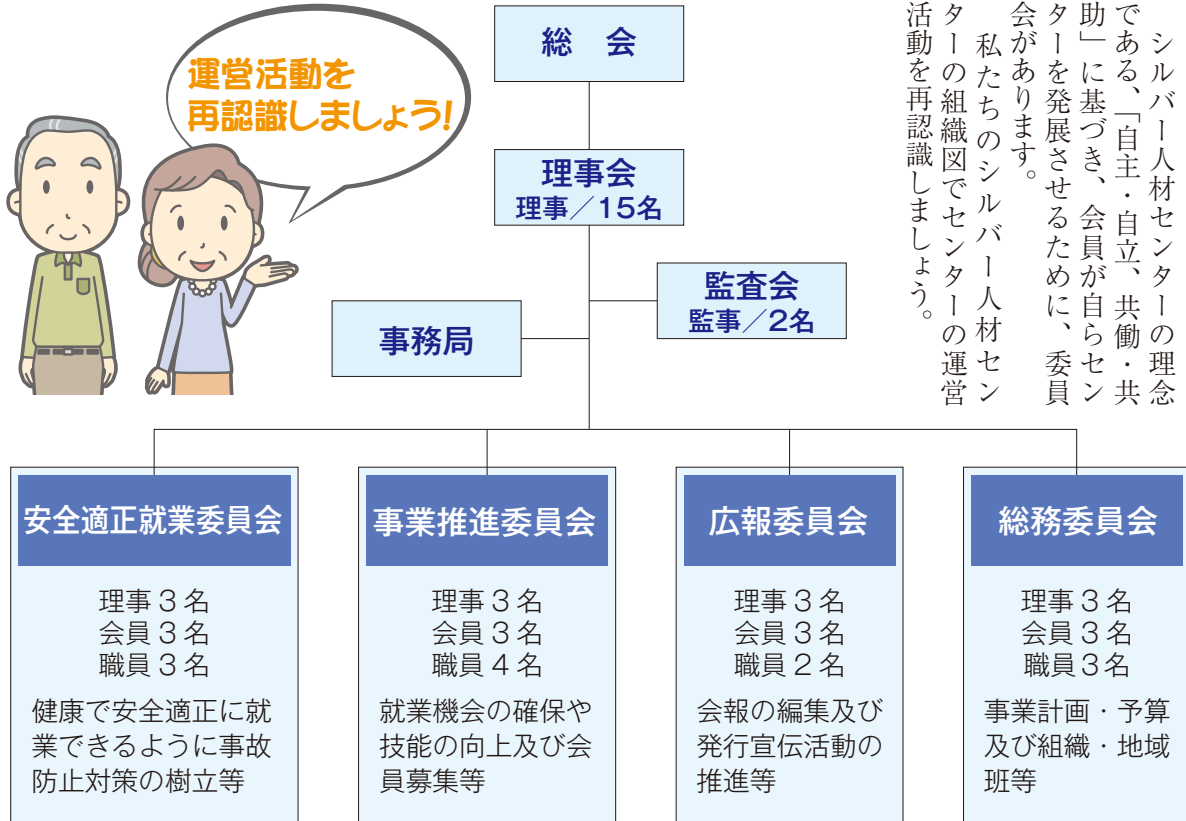 シルバー人材センターの理念
である、「自主・自立、共働・共
助」に基づき、会員が自らセン
ターを発展させるために、委員
会があります。
私たちのシルバー人材セン
ターの組織図でセンターの運営
活動を再認識しましょう。
運営活動を
再認識しましょう!
総　会
理事会
理事／15名
監査会
監事／2名
事務局
安全適正就業委員会
理事３名
会員３名
職員３名
健康で安全適正に就
業できるように事故
防止対策の樹立等
事業推進委員会
理事３名
会員３名
職員４名
就業機会の確保や
技能の向上及び会
員募集等
広報委員会
理事３名
会員３名
職員２名
会報の編集及び
発行宣伝活動の
推進等
総務委員会
理事３名
会員３名
職員３名
事業計画・予算
及び組織・地域
班等